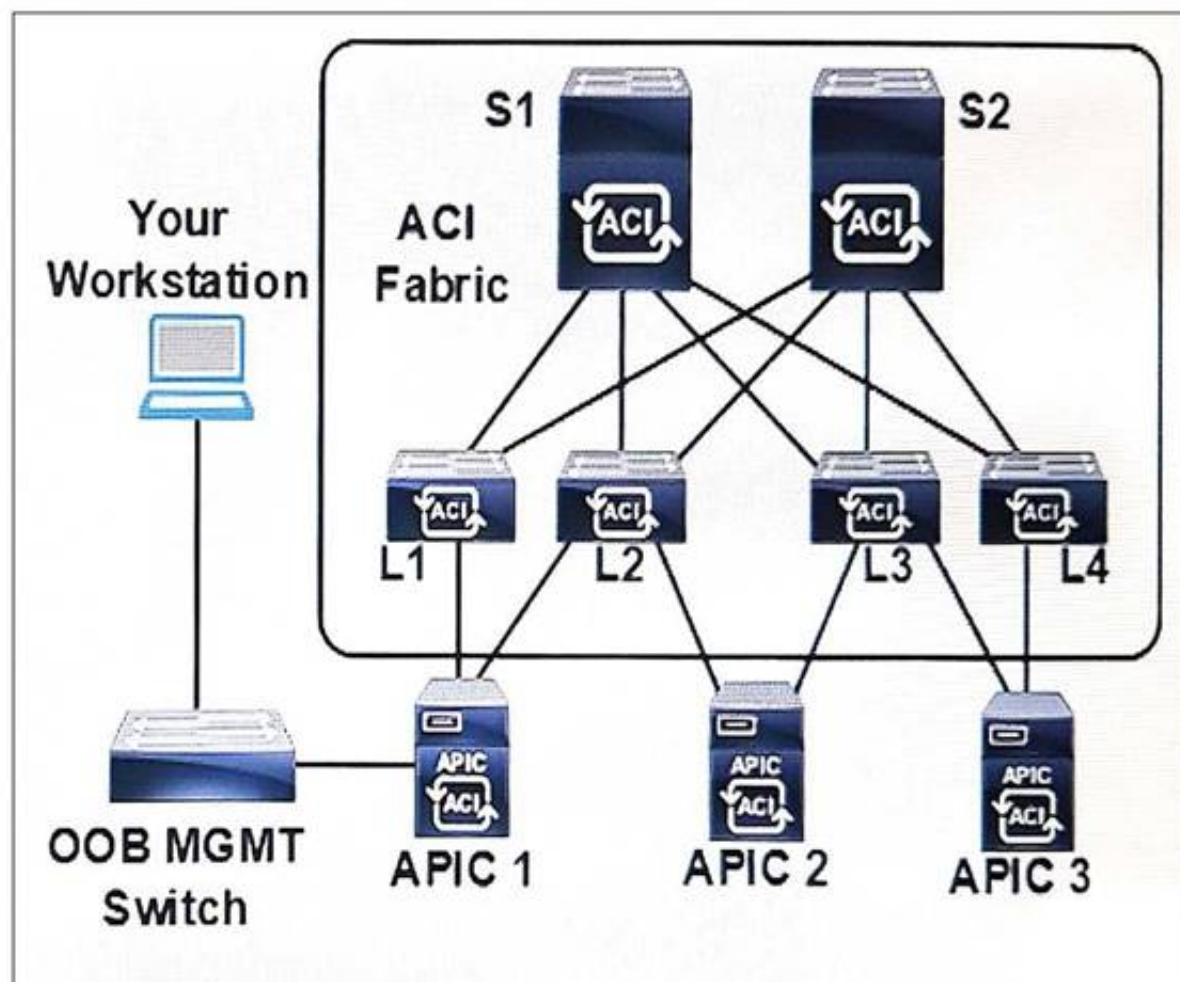 S1
S2
Your
Workstation
ACI
Fabric
ACI
ACI
ACI
ACI
ACI
ACI
L1
L2
L3
L4
APIC
ACI
APIC
ACI
APIC
ACI
OOB MGMT
Switch
APIC 1
APIC 2
APIC 3